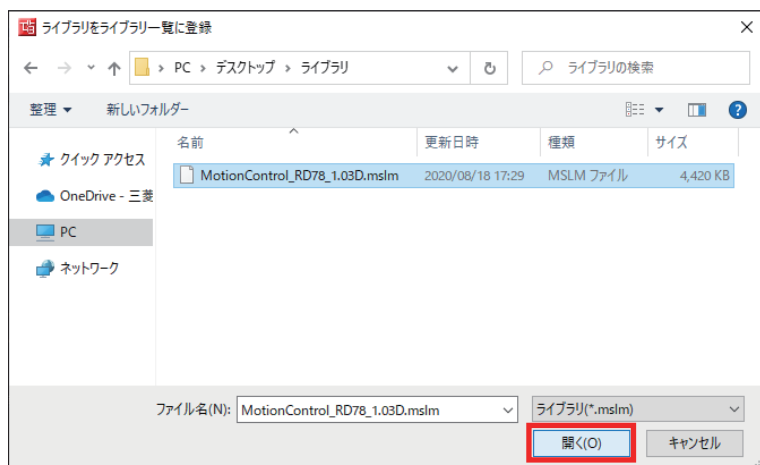 ライブラリをライブラリ一覧に登録
PC › デスクトップ › ライブラリ
ライブラリの検索
整理 新しいフォルダー
名前 更新日時 種類 サイズ
クイック アクセス
MotionControl_RD78_1.03D.mslm 2020/08/18 17:29 MSLM ファイル 4,420 KB
OneDrive - 三菱
PC
ネットワーク
ファイル名(N): MotionControl_RD78_1.03D.mslm ライブラリ(*.mslm)
開く(O) キャンセル